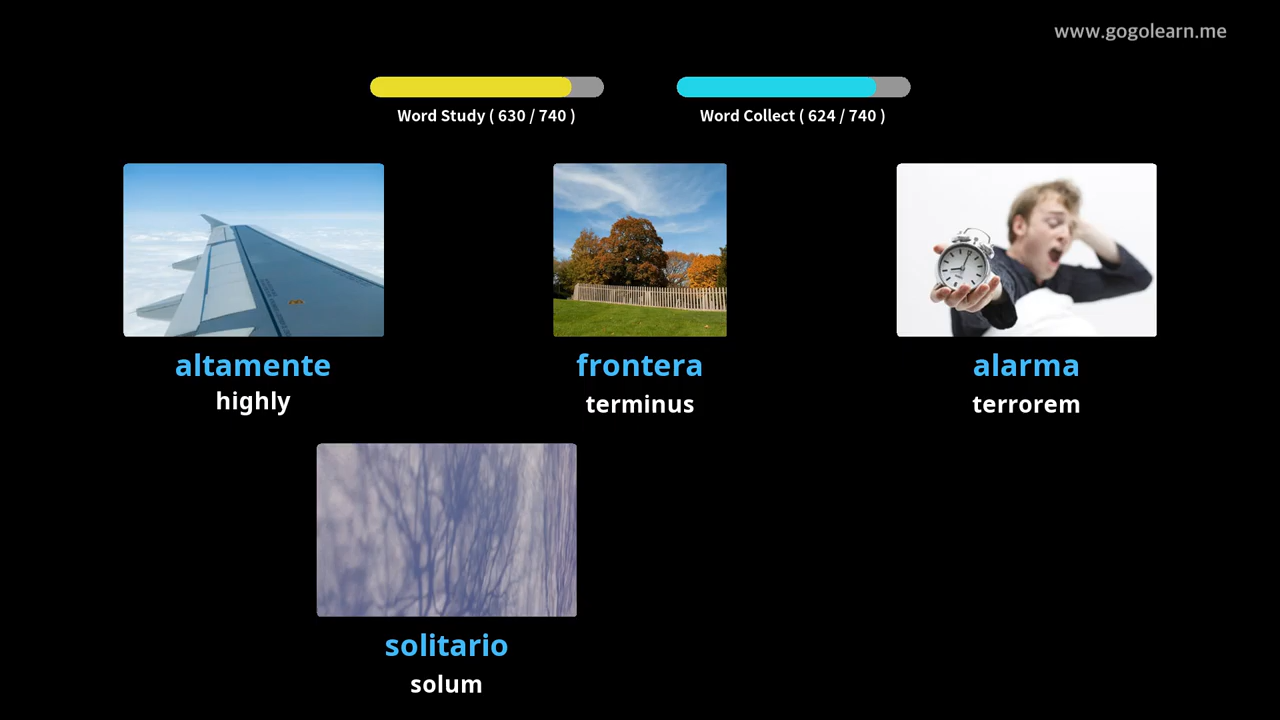 www.gogolearn.me
Word Study ( 630 / 740 )
Word Collect ( 624 / 740 )
altamente
highly
frontera
terminus
alarma
terrorem
solitario
solum